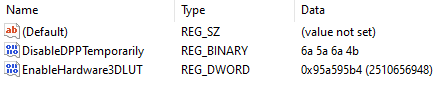 Name Type Data
(Default) REG_SZ (value not set)
DisableDPPTemporarily REG_BINARY 6a 5a 6a 4b
EnableHardware3DLUT REG_DWORD 0x95a595b4 (2510656948)